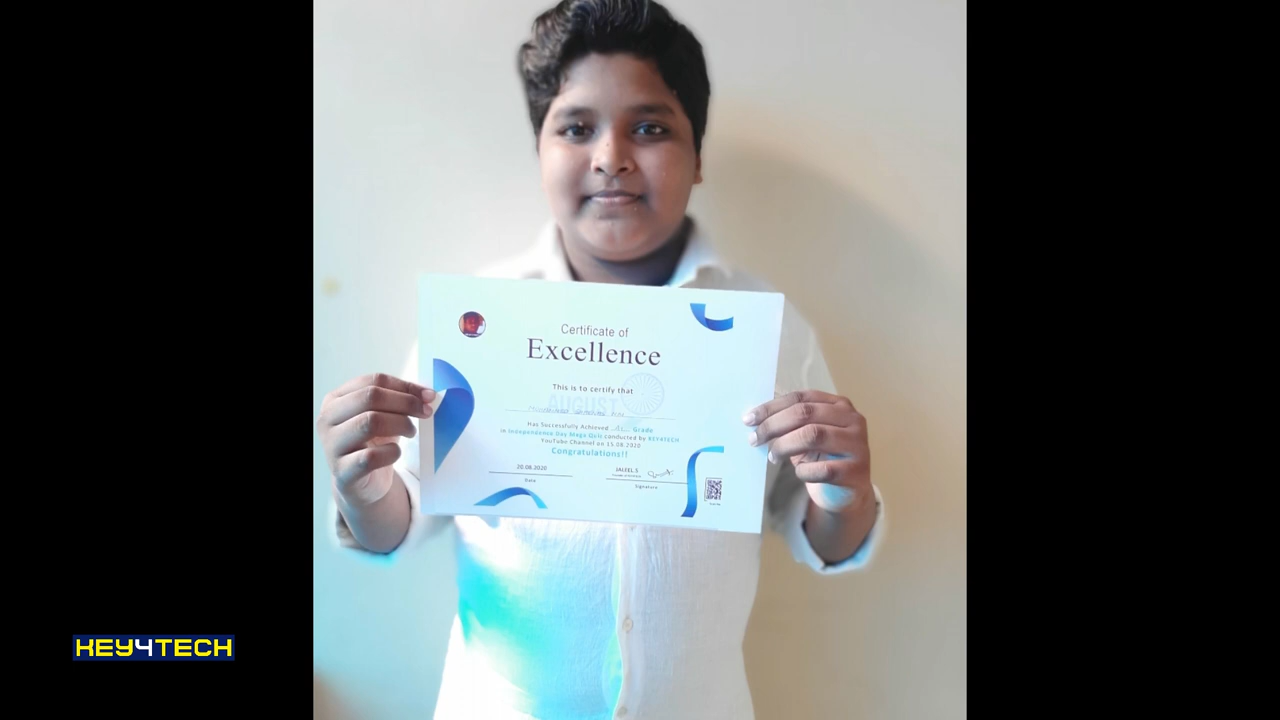 Certificate of
Excellence
This is to certify that
AUGUST
Has Successfully Achieved Grade
in Independence Day Mega Quiz conducted by KEY4TECH
YouTube Channel on 15.08.2020
Congratulations!!
20.08.2020
JALEEL.S
Date
Signature
KEY4TECH